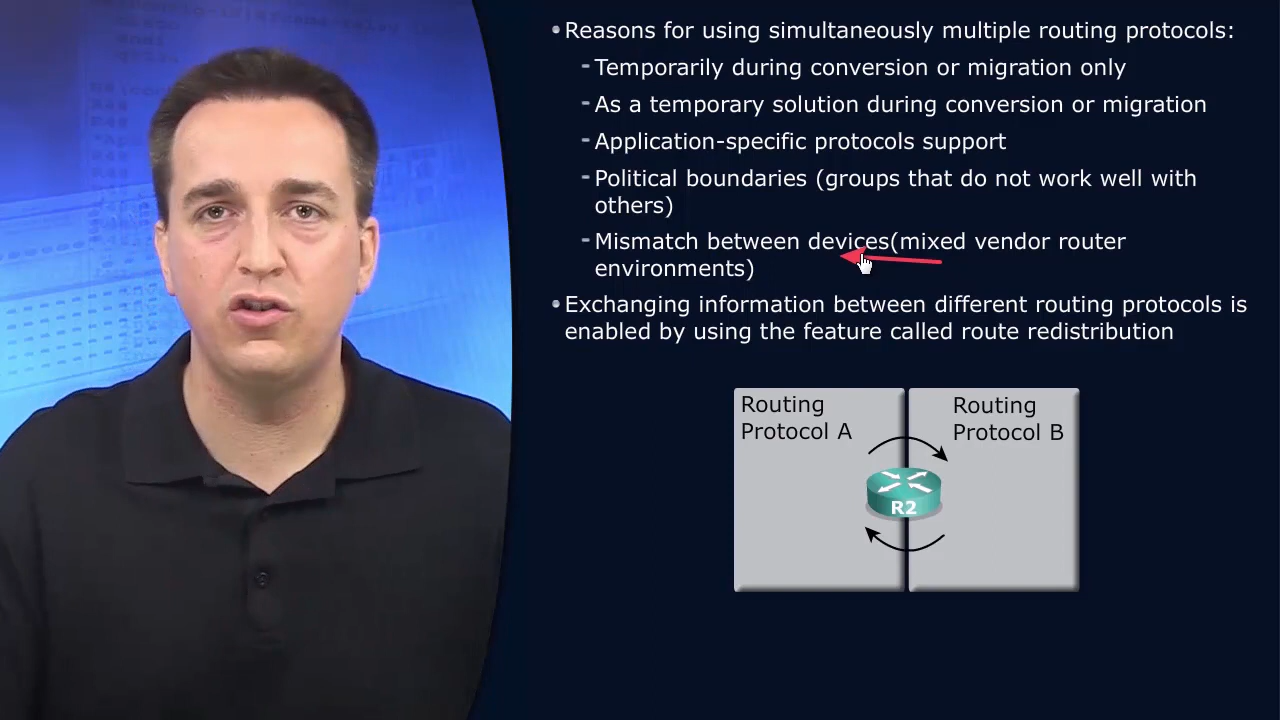 Reasons for using simultaneously multiple routing protocols:
Temporarily during conversion or migration only
As a temporary solution during conversion or migration
Application-specific protocols support
Political boundaries (groups that do not work well with
others)
Mismatch between devices(mixed vendor router
environments)
Exchanging information between different routing protocols is
enabled by using the feature called route redistribution
Routing
Protocol A
Routing
Protocol B
R2